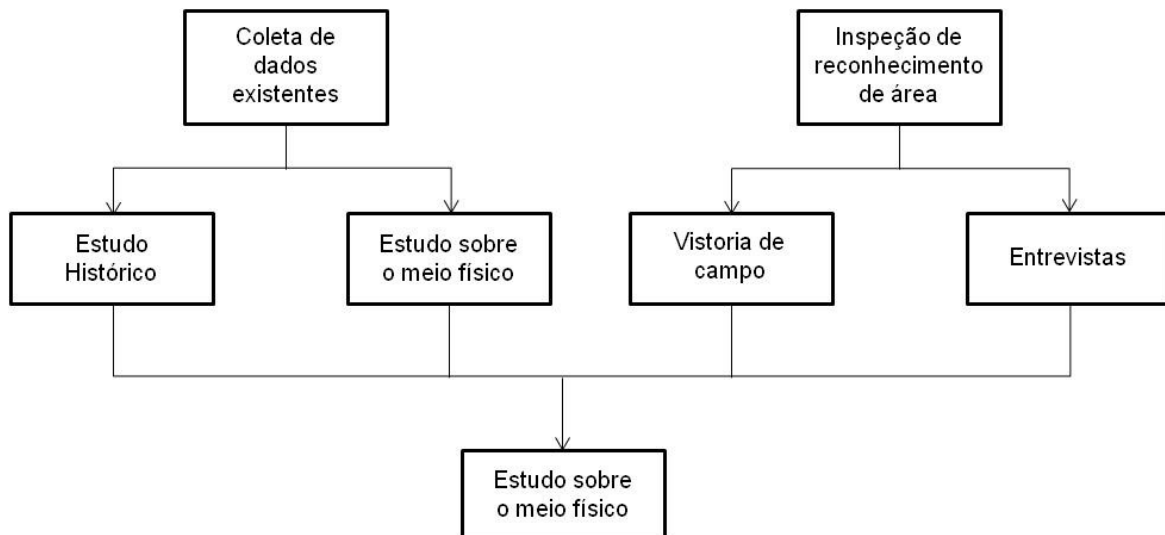 Coleta de
dados
existentes
Inspeção de
reconhecimento
de área
Estudo
Histórico
Estudo sobre
o meio físico
Vistoria de
campo
Entrevistas
Estudo sobre
o meio físico